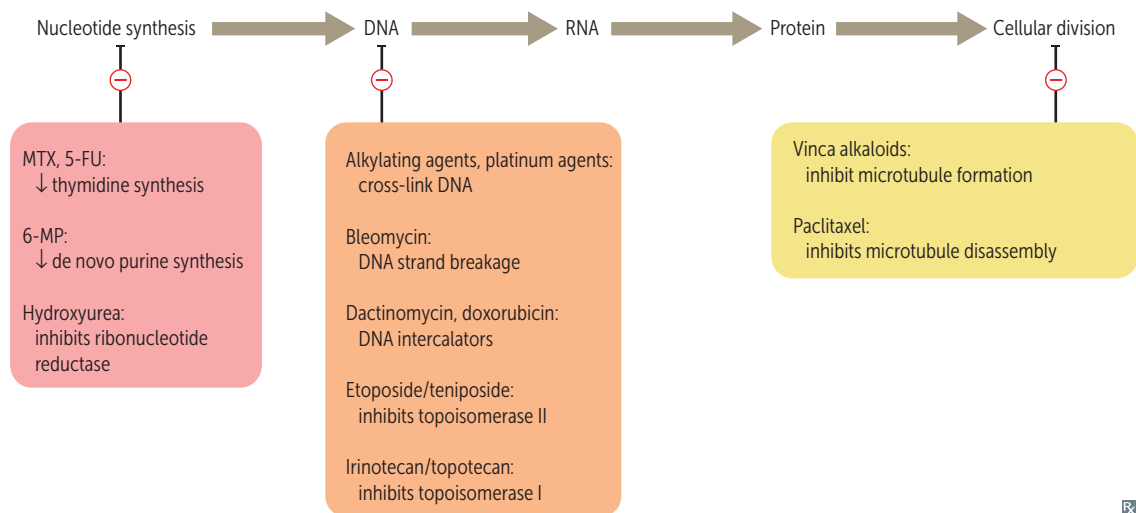 Nucleotide synthesis
DNA
RNA
Protein
Cellular division
MTX, 5-FU:
↓ thymidine synthesis
6-MP:
↓ de novo purine synthesis
Hydroxyurea:
inhibits ribonucleotide
reductase
Alkylating agents, platinum agents:
cross-link DNA
Bleomycin:
DNA strand breakage
Dactinomycin, doxorubicin:
DNA intercalators
Etoposide/teniposide:
inhibits topoisomerase II
Irinotecan/topotecan:
inhibits topoisomerase I
Vinca alkaloids:
inhibit microtubule formation
Paclitaxel:
inhibits microtubule disassembly
℞